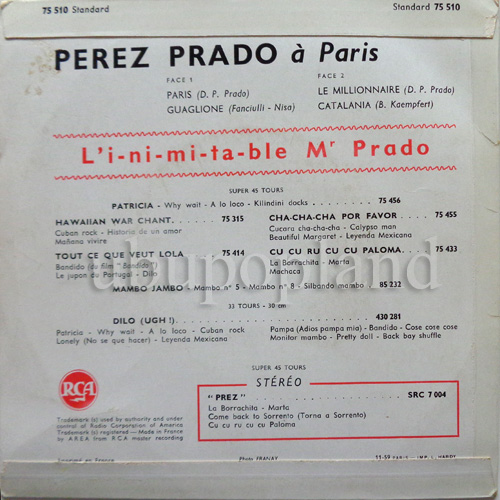 75 510 Standard
Standard 75 510
PEREZ PRADO à Paris
FACE 1
PARIS (D. P. Prado)
GUAGLIONE (Fanciulli - Nisa)
FACE 2
LE MILLIONNAIRE (D. P. Prado)
CATALANIA (B. Kaempfert)
L'i-ni-mi-ta-ble Mr Prado
SUPER 45 TOURS
PATRICIA - Why wait - A lo loco - Kilindini docks . . . . . 75 456
HAWAIIAN WAR CHANT. . . . . . . 75 315
Cuban rock - Historia de un amor
Mañana vivire
CHA-CHA-CHA POR FAVOR . . . . . 75 455
Cucara cha-cha-cha - Calypso man
Beautiful Margaret - Leyenda Mexicana
TOUT CE QUE VEUT LOLA . . . . 75 414
Bandido (du film "Bandido")
Le jupon du Portugal - Dilo
CU CU RU CU CU PALOMA. . . . . 75 433
La Borrachita - Marta
Machaca
MAMBO JAMBO - Mambo n° 5 - Mambo n° 8 - Silbando mambo . . 85 232
33 TOURS - 30 cm
DILO (UGH !). . . . . . . . . . 430 281
Patricia - Why wait - A lo loco - Cuban rock
Lonely (No se que hacer) - Leyenda Mexicana
Pampa (Adios pampa mia) - Bandido - Cose cose cose
Monitor mambo - Pretty doll - Back bay shuffle
SUPER 45 TOURS
STÉRÉO
" PREZ " . . . . . . . . . . SRC 7 004
La Borrachita - Marta
Come back to Sorrento (Torna a Sorrento)
Cu cu ru cu cu Paloma
RCA
Trademark (s) used by authority and under
control of Radio Corporation of America
Trademark (s) registered — Made in France
by A.R.E.A from RCA master recording
Imprimé en France
Photo FRANAY
11-59 PARIS - IMP. L. HARDY
utupopland